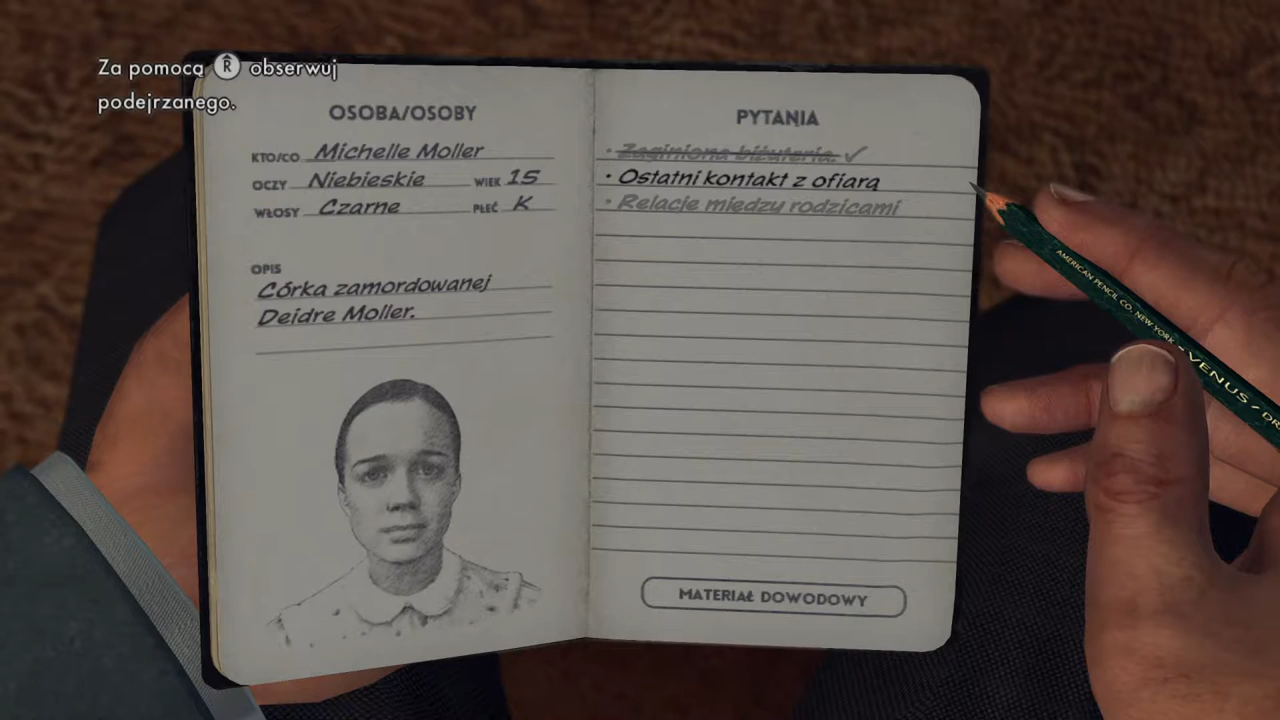 Za pomocą R obserwuj
podejrzanego.
OSOBA/OSOBY
KTO/CO Michelle Moller
OCZY Niebieskie WIEK 15
WŁOSY Czarne PŁEĆ K
OPIS
Córka zamordowanej
Deidre Moller.
PYTANIA
• Zaginiona biżuteria. ✓
• Ostatni kontakt z ofiarą
• Relacje między rodzicami
MATERIAŁ DOWODOWY
AMERICAN PENCIL CO. NEW YORK • VENUS / DR